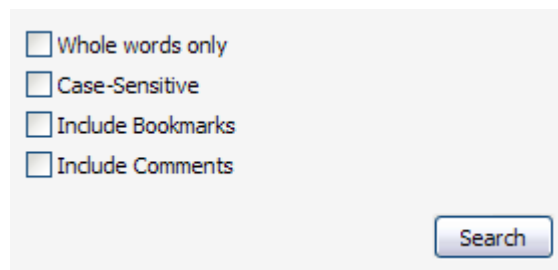 Whole words only
Case-Sensitive
Include Bookmarks
Include Comments
Search